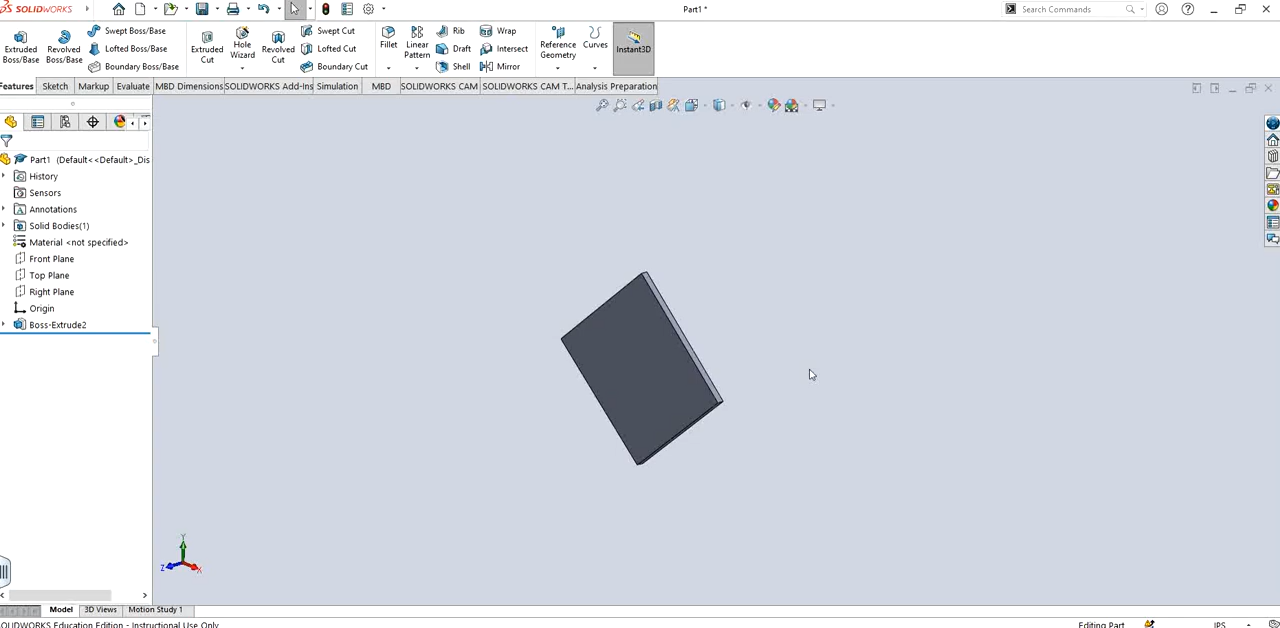 SOLIDWORKS
Part1 *
Search Commands
Extruded Boss/Base
Revolved Boss/Base
Swept Boss/Base
Lofted Boss/Base
Boundary Boss/Base
Extruded Cut
Hole Wizard
Revolved Cut
Swept Cut
Lofted Cut
Boundary Cut
Fillet
Linear Pattern
Rib
Draft
Shell
Wrap
Intersect
Mirror
Reference Geometry
Curves
Instant3D
Features Sketch Markup Evaluate MBD Dimensions SOLIDWORKS Add-Ins Simulation MBD SOLIDWORKS CAM SOLIDWORKS CAM T... Analysis Preparation
Part1 (Default<<Default>_Dis
History
Sensors
Annotations
Solid Bodies(1)
Material <not specified>
Front Plane
Top Plane
Right Plane
Origin
Boss-Extrude2
Y
Z
X
Model 3D Views Motion Study 1
SOLIDWORKS Education Edition - Instructional Use Only
Editing Part
IPS